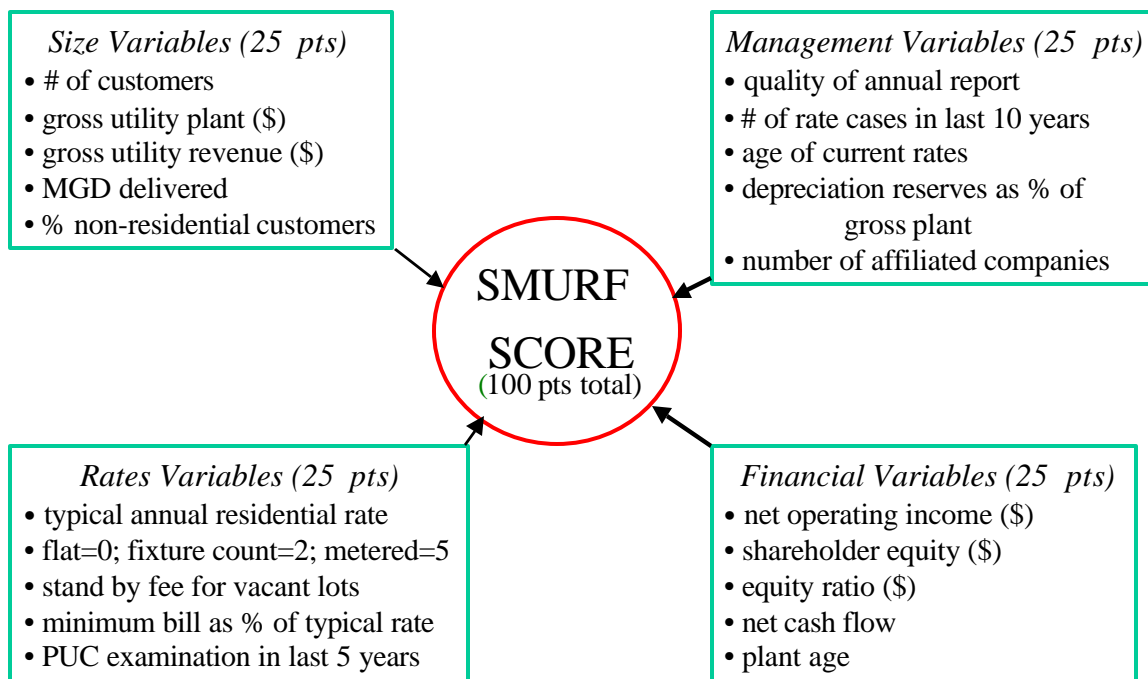 Size Variables (25 pts)
• # of customers
• gross utility plant ($)
• gross utility revenue ($)
• MGD delivered
• % non-residential customers
Management Variables (25 pts)
• quality of annual report
• # of rate cases in last 10 years
• age of current rates
• depreciation reserves as % of
gross plant
• number of affiliated companies
SMURF
SCORE
(100 pts total)
Rates Variables (25 pts)
• typical annual residential rate
• flat=0; fixture count=2; metered=5
• stand by fee for vacant lots
• minimum bill as % of typical rate
• PUC examination in last 5 years
Financial Variables (25 pts)
• net operating income ($)
• shareholder equity ($)
• equity ratio ($)
• net cash flow
• plant age